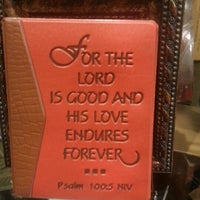 FOR THE
LORD
IS GOOD AND
HIS LOVE
ENDURES
FOREVER
Psalm 100:5 NIV